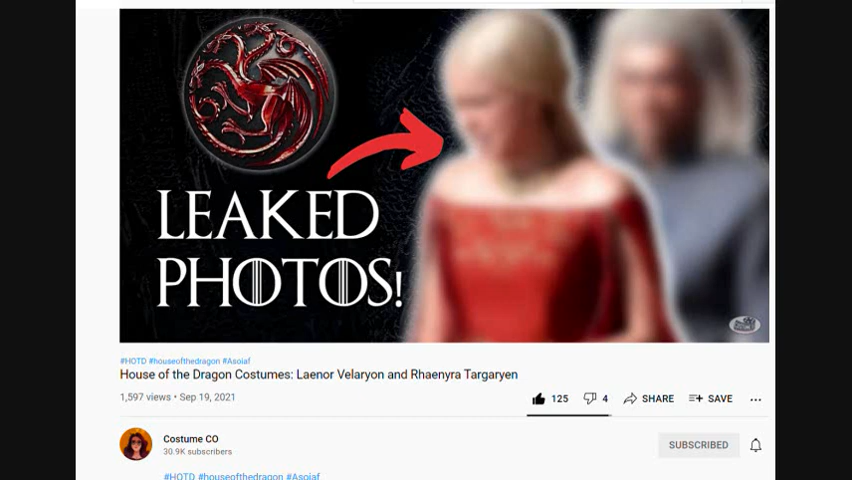 LEAKED
PHOTOS!
#HOTD #houseofthedragon #Asoiaf
House of the Dragon Costumes: Laenor Velaryon and Rhaenyra Targaryen
1,597 views • Sep 19, 2021
125
4
SHARE
SAVE
Costume CO
30.9K subscribers
SUBSCRIBED
#HOTD #houseofthedragon #Asoiaf